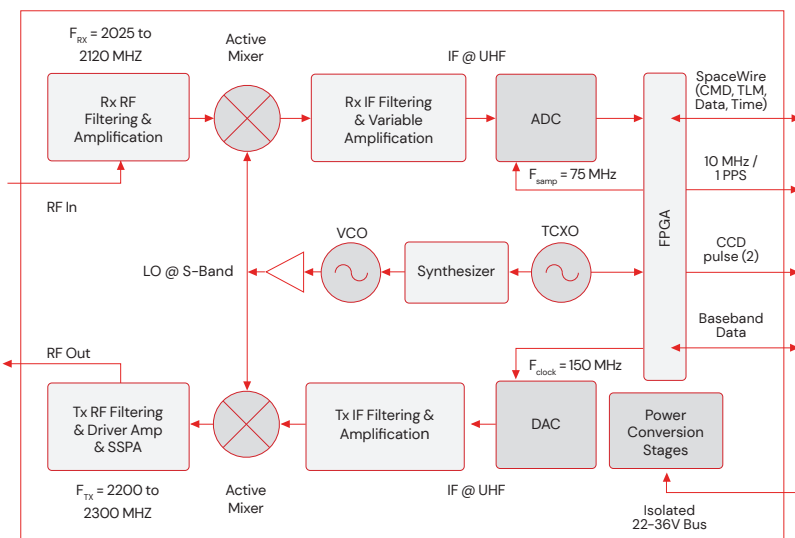 F_RX = 2025 to
2120 MHZ
Active
Mixer
IF @ UHF
Rx RF
Filtering &
Amplification
Rx IF Filtering
& Variable
Amplification
ADC
SpaceWire
(CMD, TLM,
Data, Time)
F_samp = 75 MHz
10 MHz /
1 PPS
RF In
FPGA
VCO
TCXO
LO @ S-Band
Synthesizer
CCD
pulse (2)
Baseband
Data
RF Out
F_clock = 150 MHz
Tx RF Filtering
& Driver Amp
& SSPA
Tx IF Filtering &
Amplification
DAC
Power
Conversion
Stages
F_TX = 2200 to
2300 MHZ
Active
Mixer
IF @ UHF
Isolated
22-36V Bus